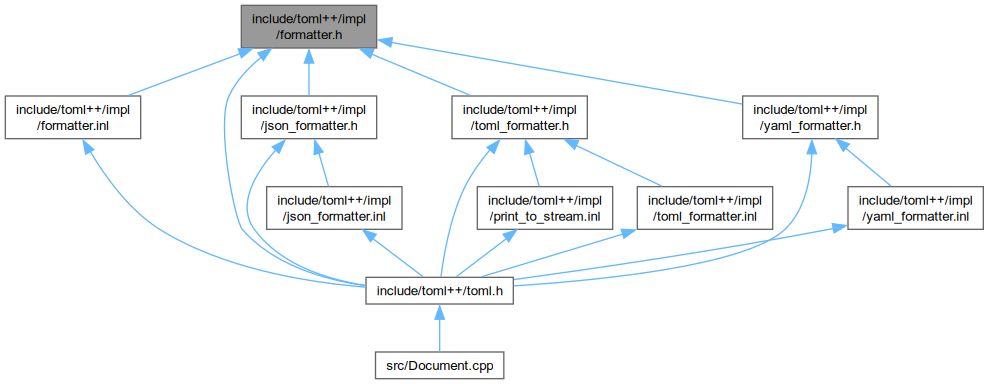 include/toml++/impl
/formatter.h
include/toml++/impl
/formatter.inl
include/toml++/impl
/json_formatter.h
include/toml++/impl
/toml_formatter.h
include/toml++/impl
/yaml_formatter.h
include/toml++/impl
/json_formatter.inl
include/toml++/impl
/print_to_stream.inl
include/toml++/impl
/toml_formatter.inl
include/toml++/impl
/yaml_formatter.inl
include/toml++/toml.h
src/Document.cpp